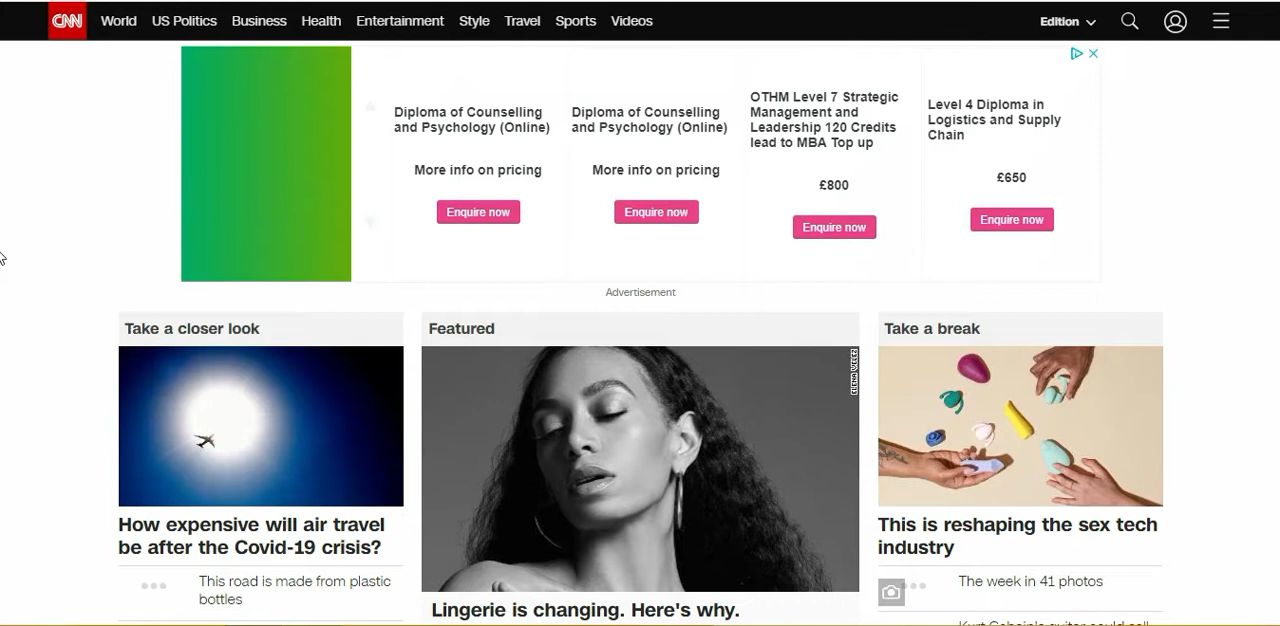 CNN World US Politics Business Health Entertainment Style Travel Sports Videos Edition
Diploma of Counselling
and Psychology (Online)
More info on pricing
Enquire now
Diploma of Counselling
and Psychology (Online)
More info on pricing
Enquire now
OTHM Level 7 Strategic
Management and
Leadership 120 Credits
lead to MBA Top up
£800
Enquire now
Level 4 Diploma in
Logistics and Supply
Chain
£650
Enquire now
Advertisement
Take a closer look
How expensive will air travel
be after the Covid-19 crisis?
This road is made from plastic
bottles
Featured
Lingerie is changing. Here's why.
Take a break
This is reshaping the sex tech
industry
The week in 41 photos
Kurt Cobain's guitar could sell